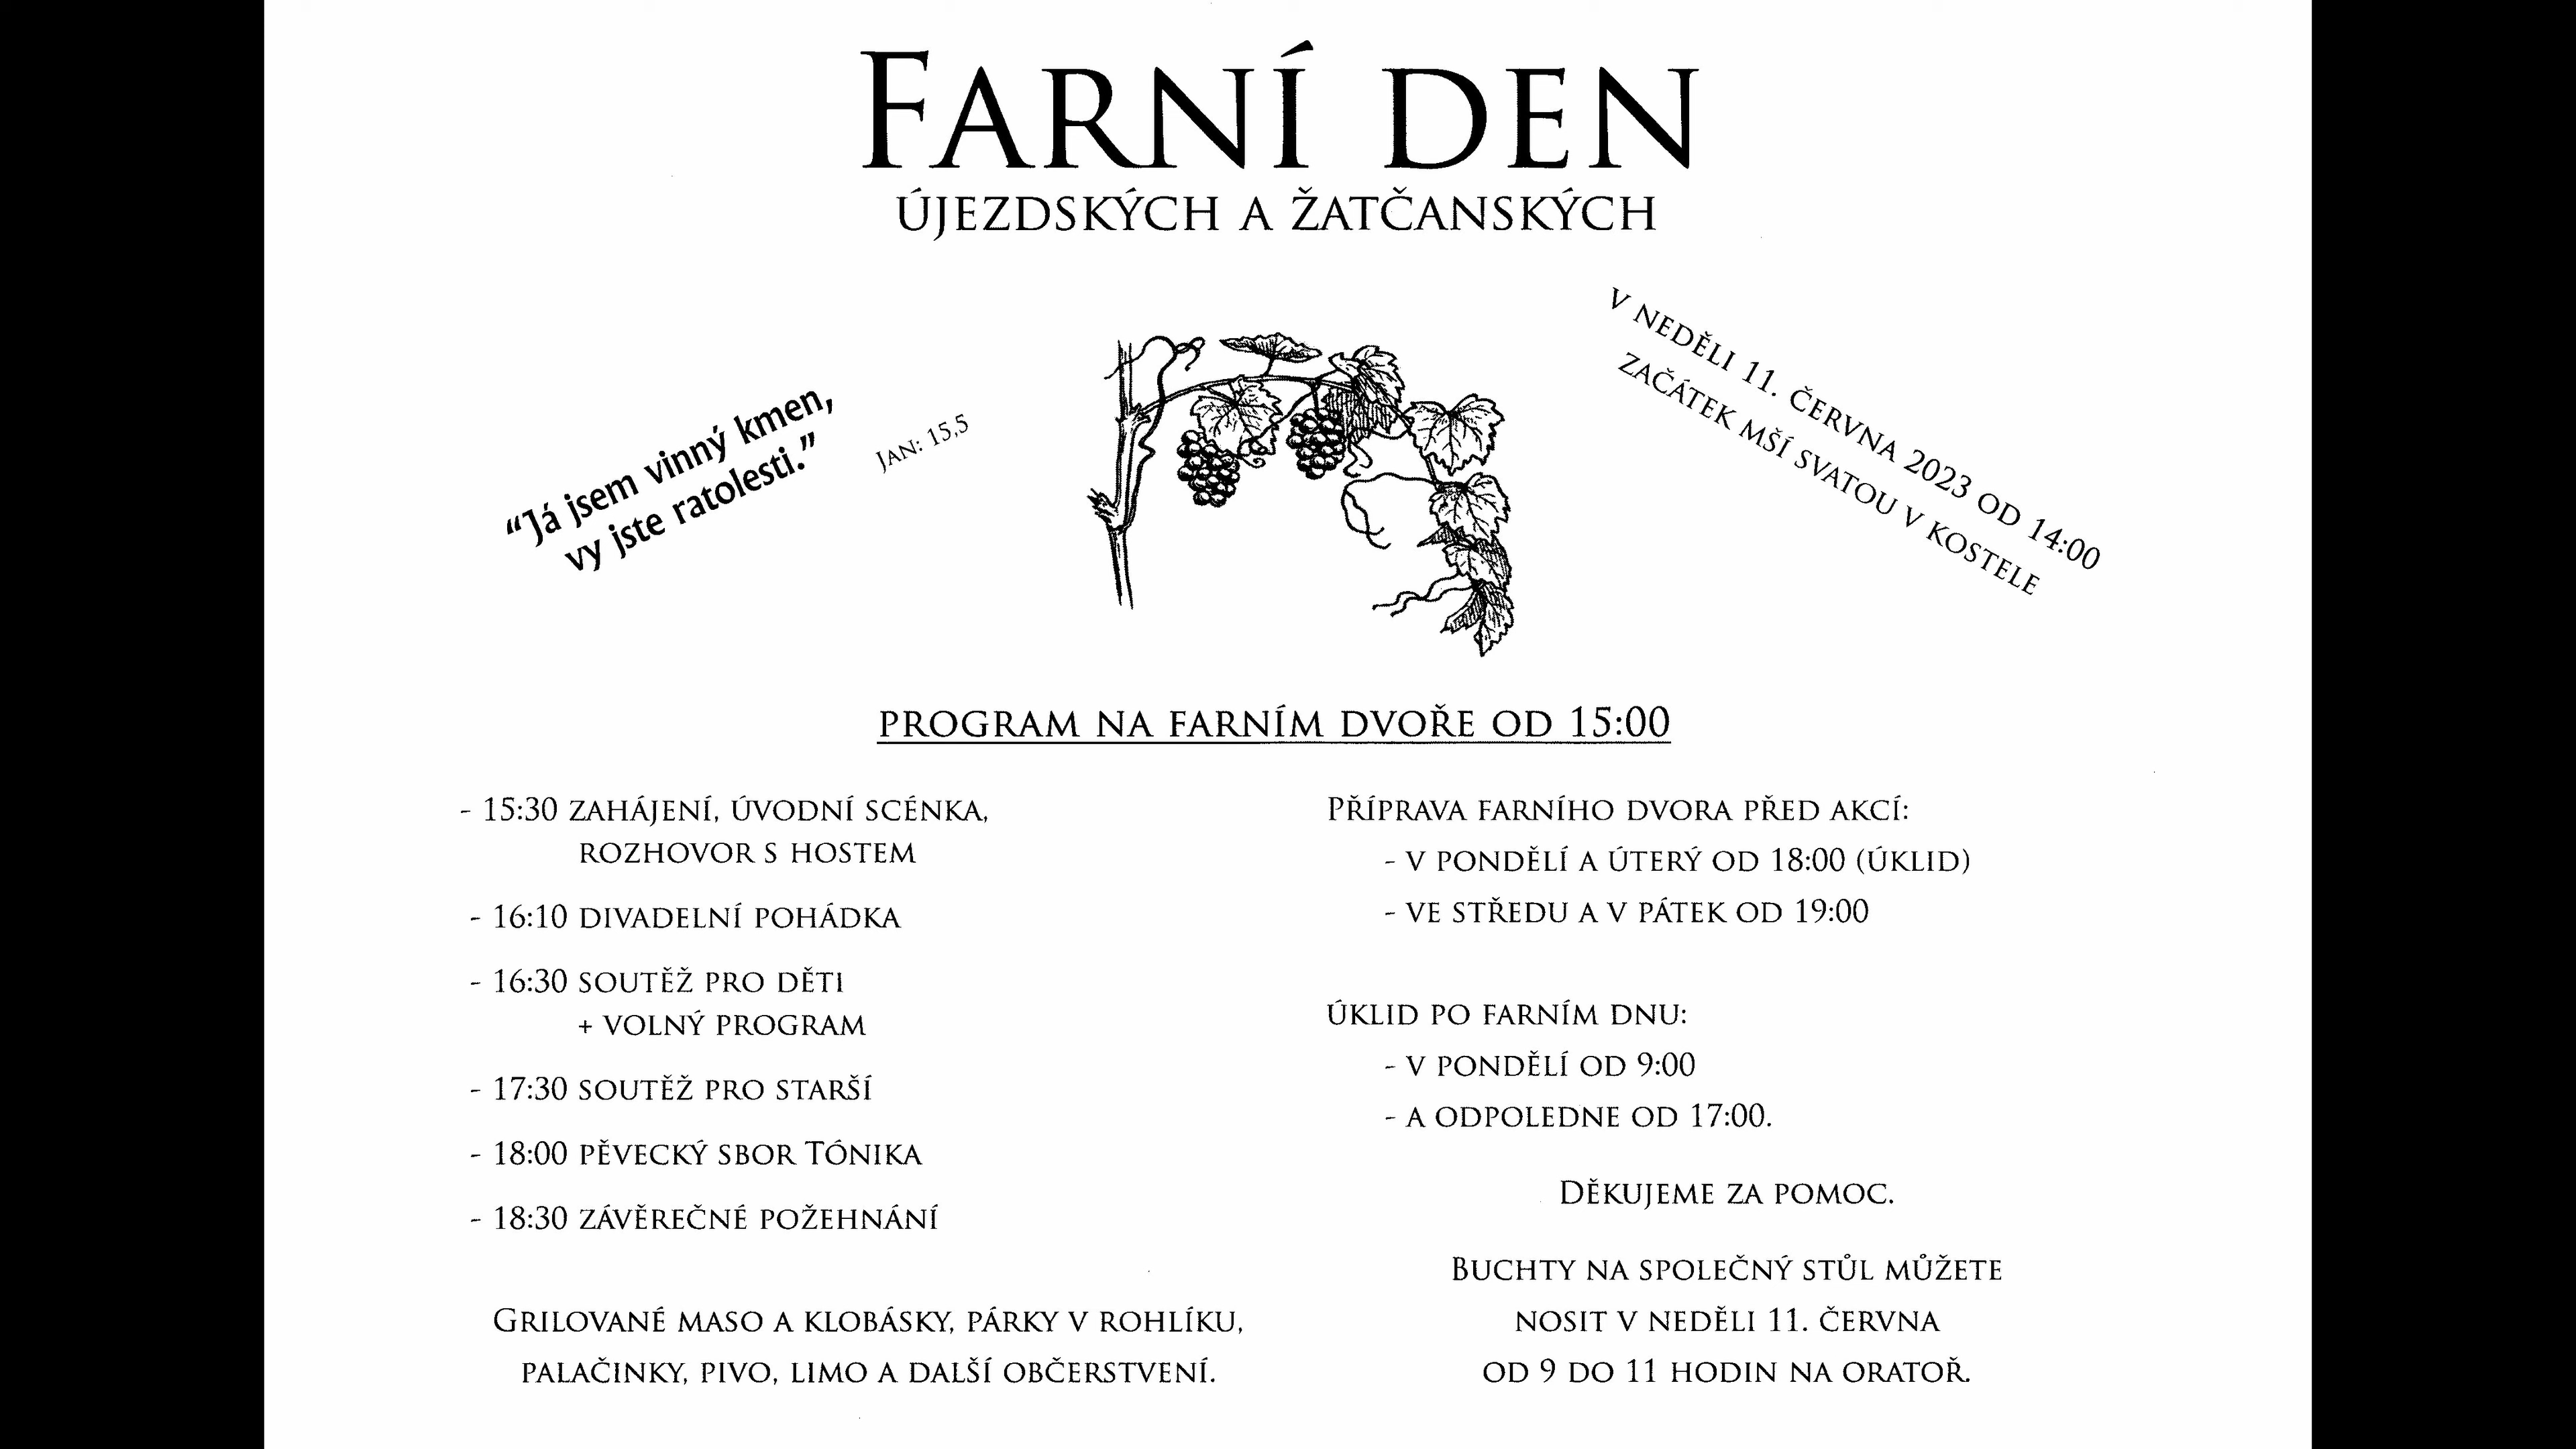 Farní den
újezdských a žatčanských
"Já jsem vinný kmen,
vy jste ratolesti."
Jan: 15,5
v neděli 11. června 2023 od 14:00
začátek mší svatou v kostele
program na farním dvoře od 15:00
- 15:30 zahájení, úvodní scénka,
rozhovor s hostem
- 16:10 divadelní pohádka
- 16:30 soutěž pro děti
+ volný program
- 17:30 soutěž pro starší
- 18:00 pěvecký sbor Tónika
- 18:30 závěrečné požehnání
Grilované maso a klobásky, párky v rohlíku,
palačinky, pivo, limo a další občerstvení.
Příprava farního dvora před akcí:
- v pondělí a úterý od 18:00 (úklid)
- ve středu a v pátek od 19:00
úklid po farním dnu:
- v pondělí od 9:00
- a odpoledne od 17:00.
Děkujeme za pomoc.
Buchty na společný stůl můžete
nosit v neděli 11. června
od 9 do 11 hodin na oratoř.